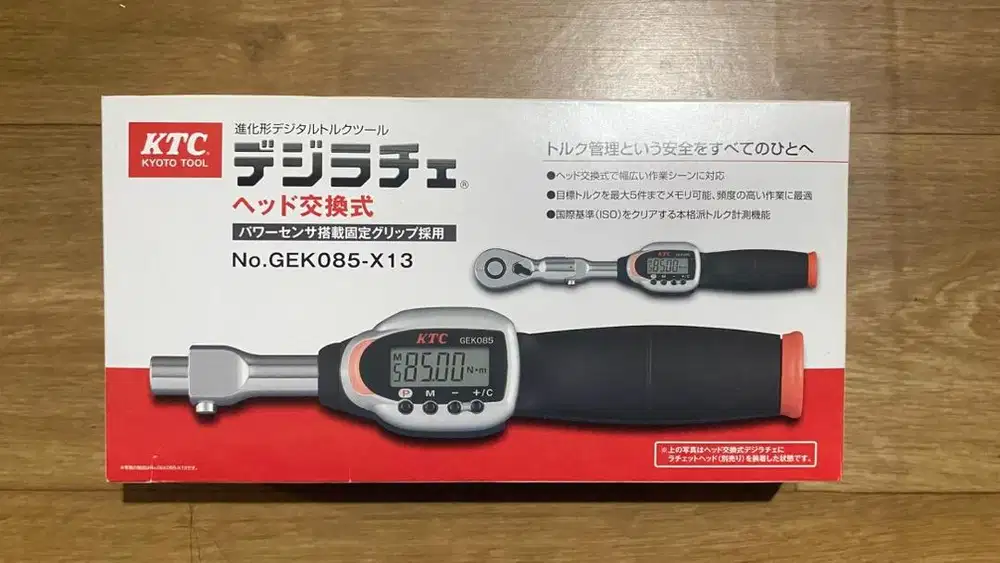 KTC
KYOTO TOOL
進化形デジタルトルクツール
デジラチェ®
ヘッド交換式
パワーセンサ搭載固定グリップ採用
No.GEK085-X13
トルク管理という安全をすべてのひとへ
●ヘッド交換式で幅広い作業シーンに対応
●目標トルクを最大5件までメモリ可能、頻度の高い作業に最適
●国際基準(ISO)をクリアする本格派トルク計測機能
KTC
85.00
KTC GEK085
M
S 85.00 N·m
P M − +/C
※上の写真はヘッド交換式デジラチェに
ラチェットヘッド(別売り)を装着した状態です。